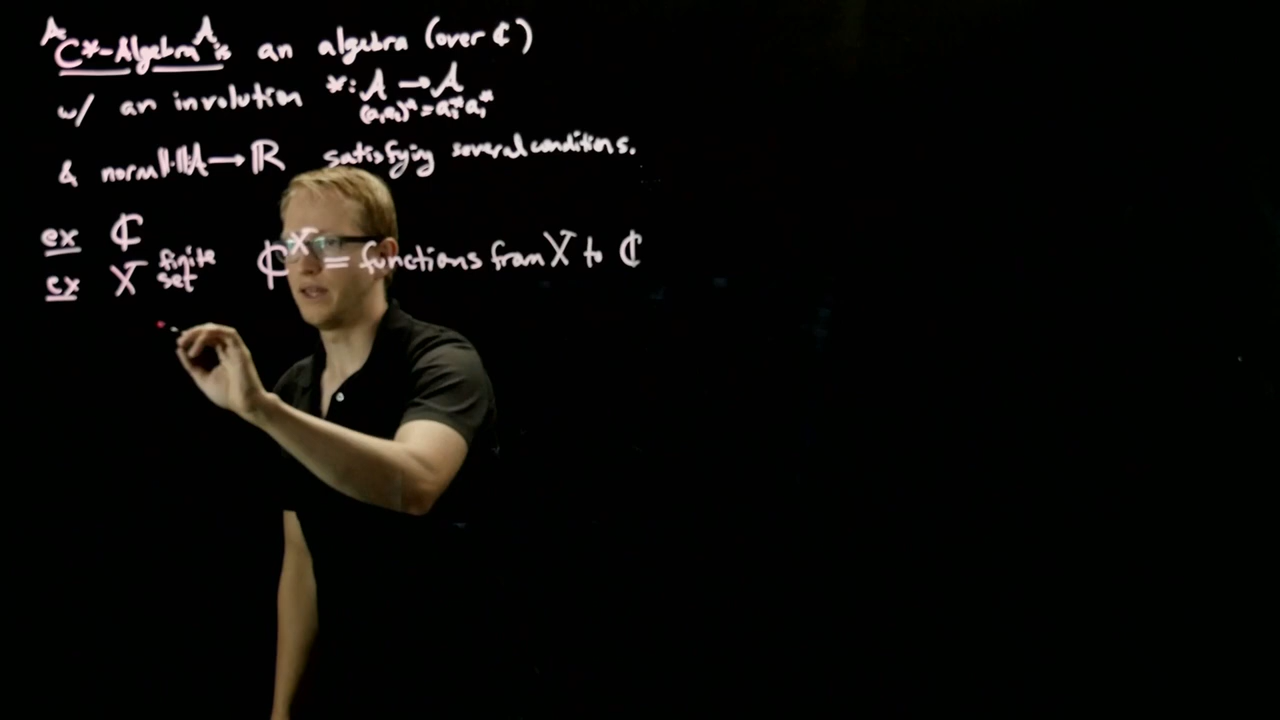 A C*-Algebra A is an algebra (over ℂ)
w/ an involution *: A → A
(a₁a₂)* = a₂* a₁*
& norm ‖·‖: A → ℝ satisfying several conditions.
ex ℂ
ex X finite set ℂ^X = functions from X to ℂ